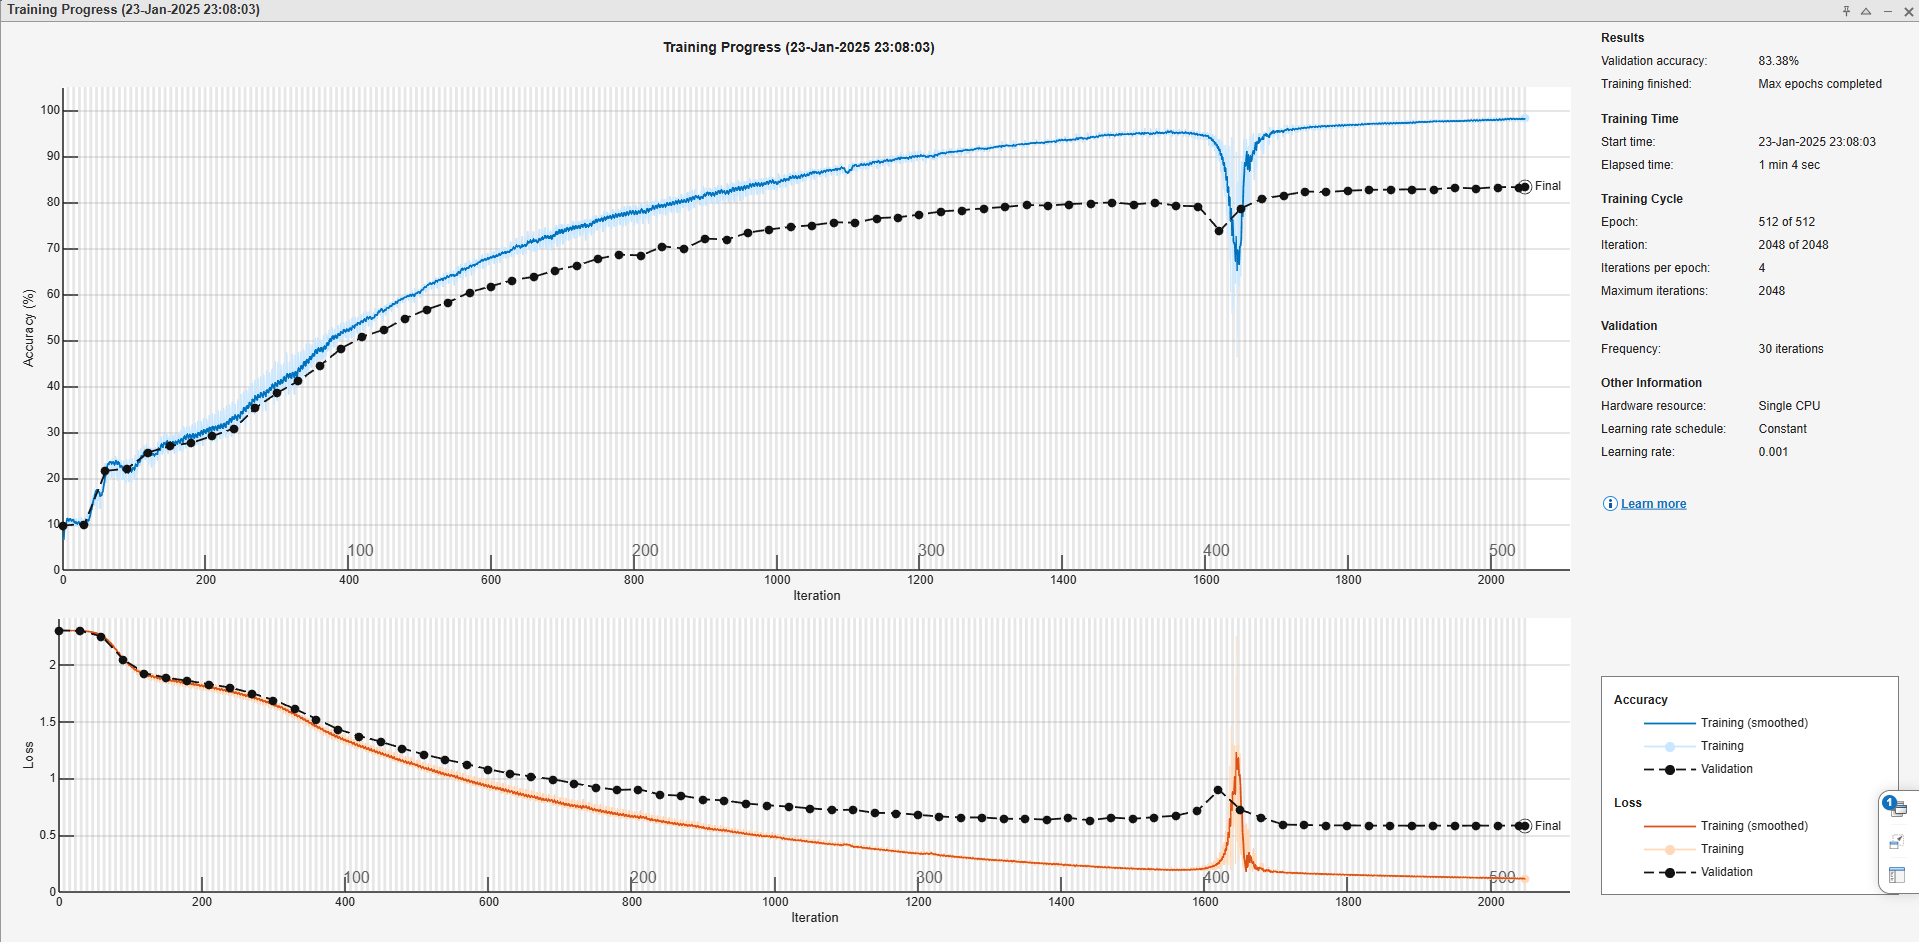 Training Progress (23-Jan-2025 23:08:03)
Training Progress (23-Jan-2025 23:08:03)
Accuracy (%)
100
90
80
70
60
50
40
30
20
10
0
Final
100 200 300 400 500
0 200 400 600 800 1000 1200 1400 1600 1800 2000
Iteration
Loss
2
1.5
1
0.5
0
Final
100 200 300 400 500
0 200 400 600 800 1000 1200 1400 1600 1800 2000
Iteration
Results
Validation accuracy: 83.38%
Training finished: Max epochs completed
Training Time
Start time: 23-Jan-2025 23:08:03
Elapsed time: 1 min 4 sec
Training Cycle
Epoch: 512 of 512
Iteration: 2048 of 2048
Iterations per epoch: 4
Maximum iterations: 2048
Validation
Frequency: 30 iterations
Other Information
Hardware resource: Single CPU
Learning rate schedule: Constant
Learning rate: 0.001
Learn more
Accuracy
Training (smoothed)
Training
Validation
Loss
Training (smoothed)
Training
Validation
1